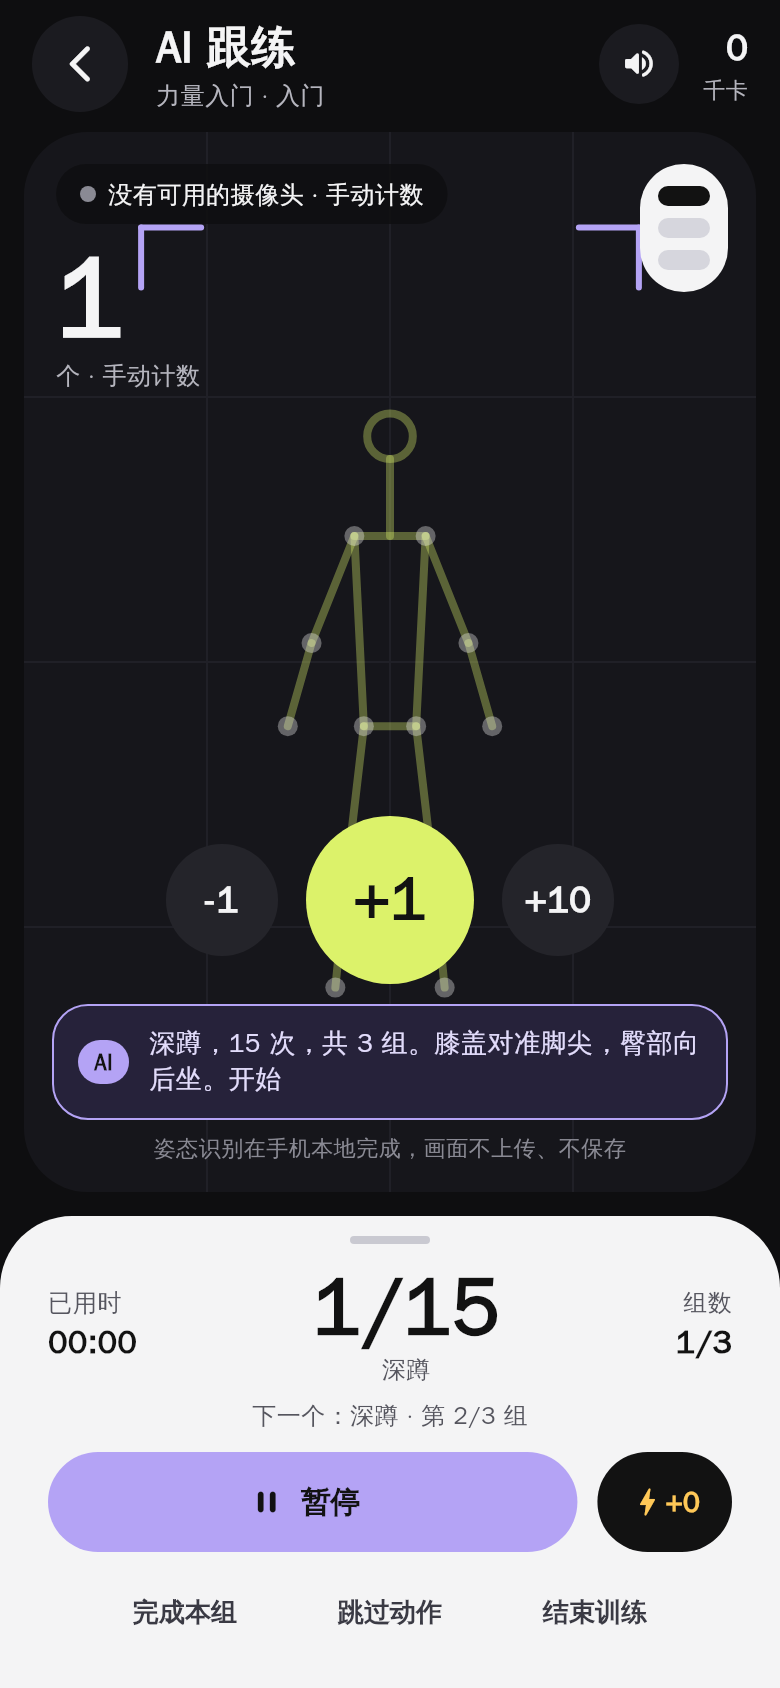 AI 跟练
力量入门 · 入门
0
千卡
没有可用的摄像头 · 手动计数
1
个 · 手动计数
-1
+1
+10
AI
深蹲，15 次，共 3 组。膝盖对准脚尖，臀部向
后坐。开始
姿态识别在手机本地完成，画面不上传、不保存
已用时
00:00
1/15
深蹲
组数
1/3
下一个：深蹲 · 第 2/3 组
暂停
+0
完成本组
跳过动作
结束训练